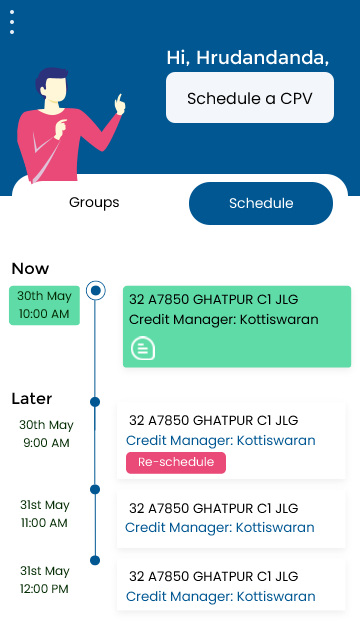 Hi, Hrudandanda,
Schedule a CPV
Groups
Schedule
Now
30th May
10:00 AM
32 A7850 GHATPUR C1 JLG
Credit Manager: Kottiswaran
Later
30th May
9:00 AM
32 A7850 GHATPUR C1 JLG
Credit Manager: Kottiswaran
Re-schedule
31st May
11:00 AM
32 A7850 GHATPUR C1 JLG
Credit Manager: Kottiswaran
31st May
12:00 PM
32 A7850 GHATPUR C1 JLG
Credit Manager: Kottiswaran